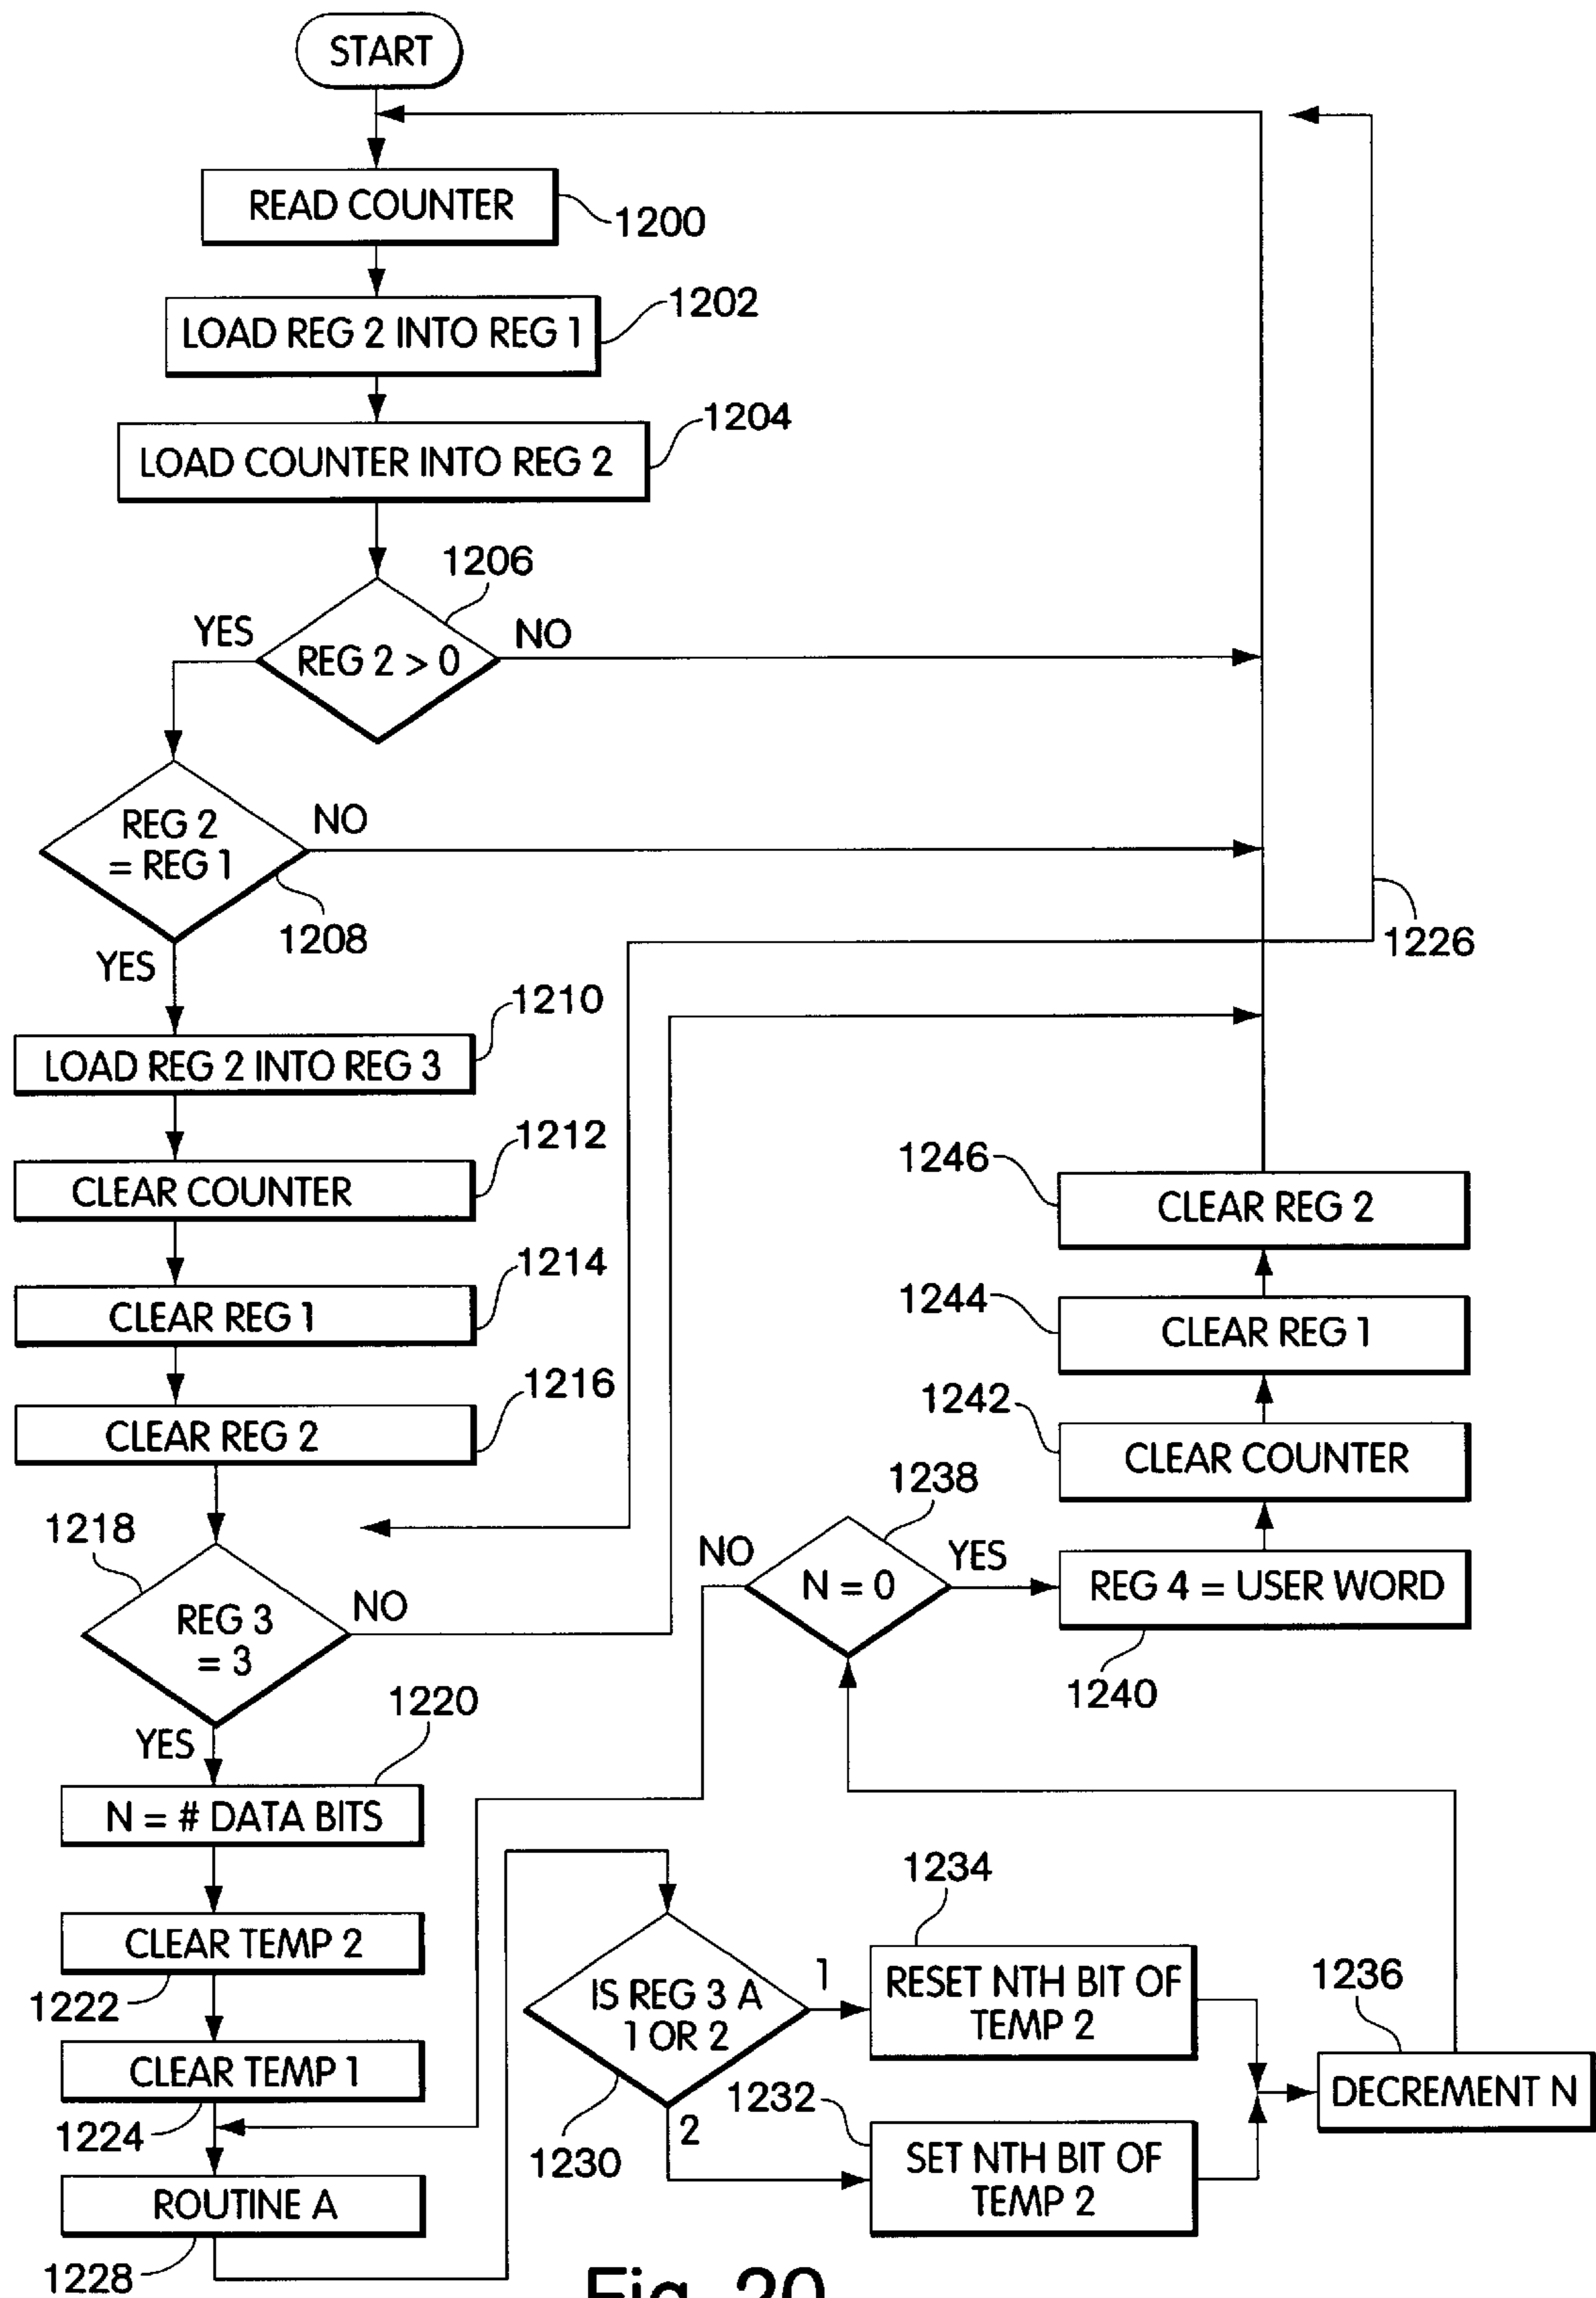 START
READ COUNTER
1200
LOAD REG 2 INTO REG 1
1202
LOAD COUNTER INTO REG 2
1204
1206
YES
REG 2 > 0
NO
REG 2
= REG 1
NO
1208
YES
1226
LOAD REG 2 INTO REG 3
1210
CLEAR COUNTER
1212
CLEAR REG 1
1214
CLEAR REG 2
1216
1218
REG 3
= 3
NO
YES
1220
N = # DATA BITS
CLEAR TEMP 2
1222
CLEAR TEMP 1
1224
ROUTINE A
1228
IS REG 3 A
1 OR 2
1230
1
2
1234
RESET NTH BIT OF
TEMP 2
1232
SET NTH BIT OF
TEMP 2
1236
DECREMENT N
1238
NO
N = 0
YES
REG 4 = USER WORD
1240
1242
CLEAR COUNTER
1244
CLEAR REG 1
1246
CLEAR REG 2
Fig. 20